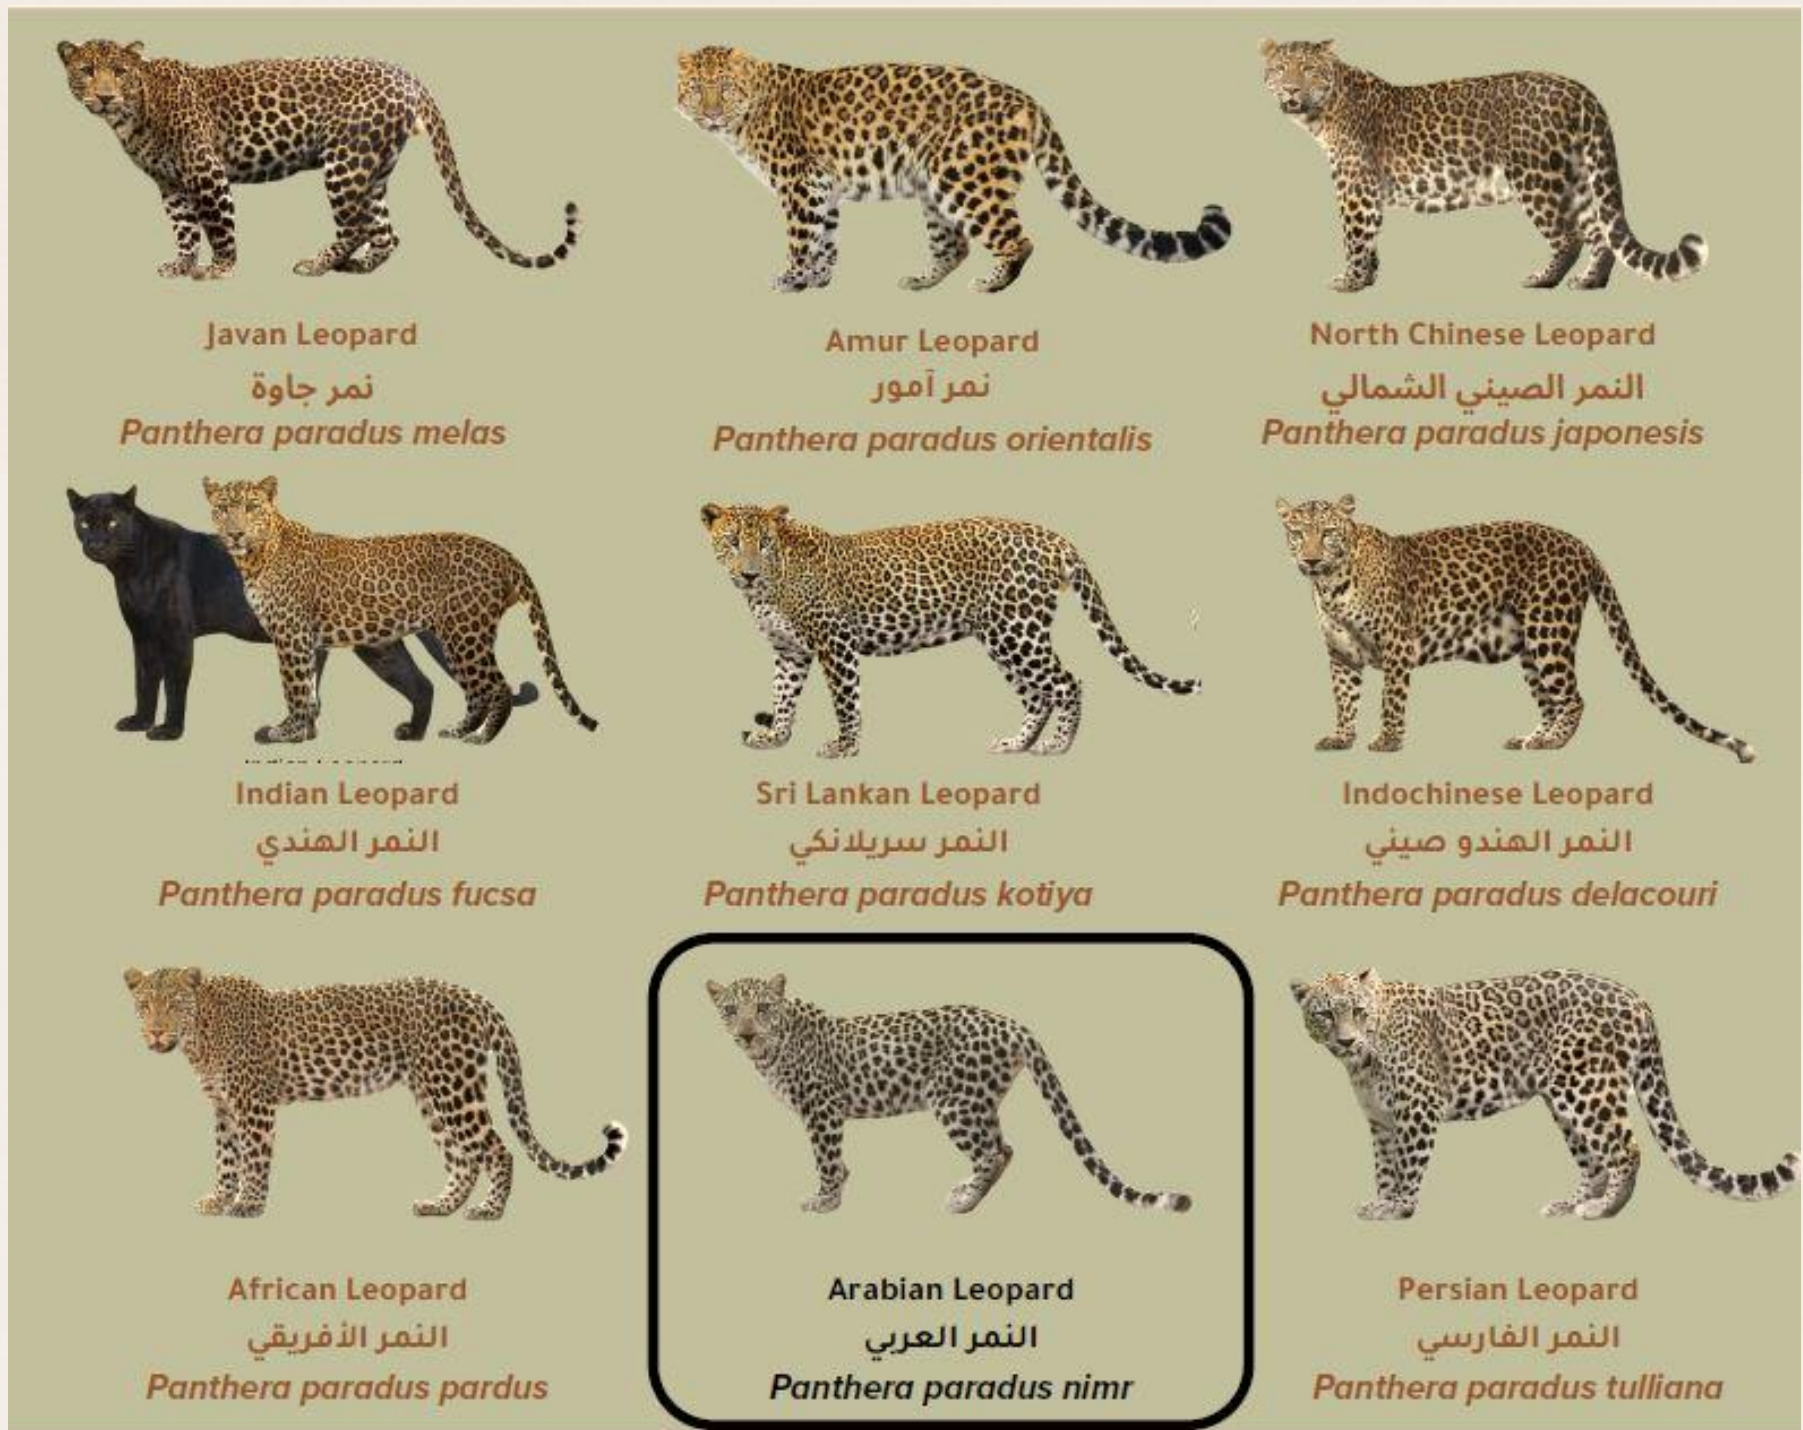 Javan Leopard
نمر جاوة
Panthera paradus melas
Amur Leopard
نمر آمور
Panthera paradus orientalis
North Chinese Leopard
النمر الصيني الشمالي
Panthera paradus japonesis
Indian Leopard
النمر الهندي
Panthera paradus fucsa
Sri Lankan Leopard
النمر سريلانكي
Panthera paradus kotiya
Indochinese Leopard
النمر الهندو صيني
Panthera paradus delacouri
African Leopard
النمر الأفريقي
Panthera paradus pardus
Arabian Leopard
النمر العربي
Panthera paradus nimr
Persian Leopard
النمر الفارسي
Panthera paradus tulliana